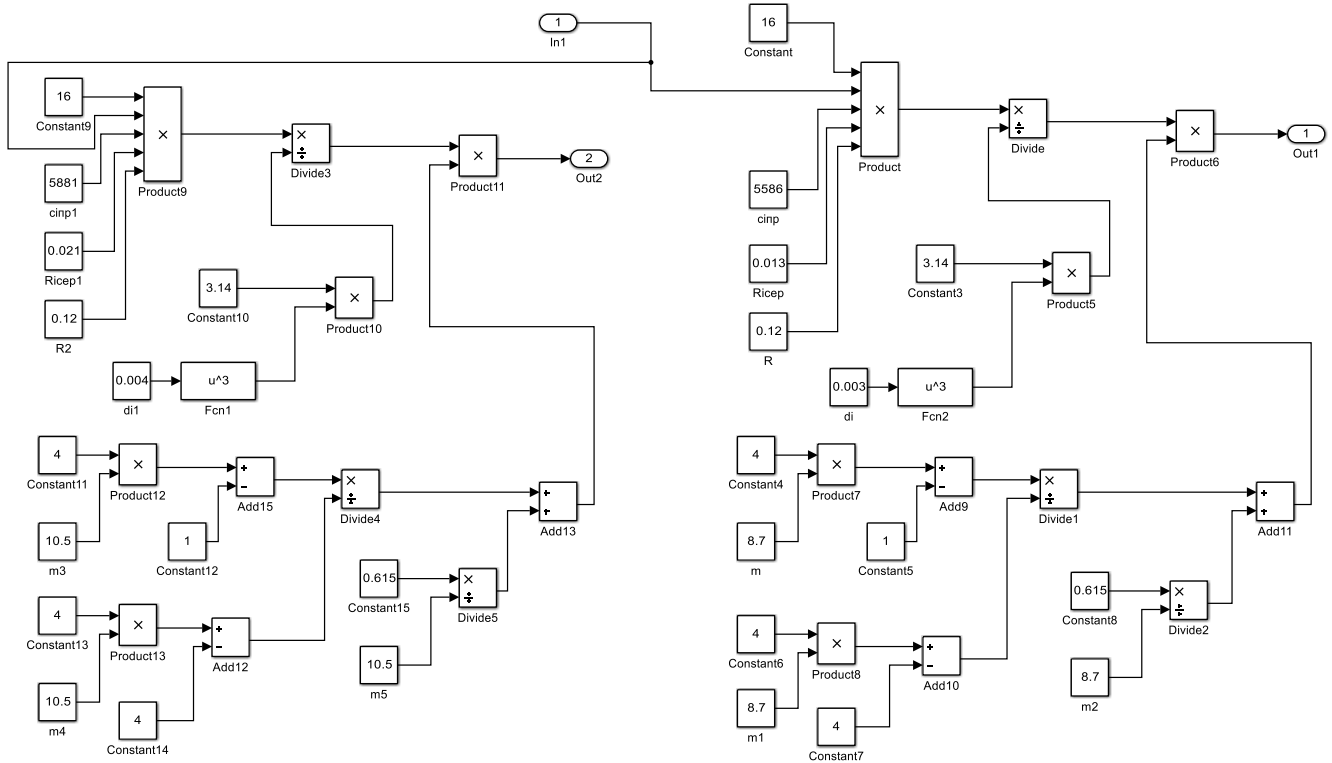 1
In1
16
Constant9
5881
cinp1
0.021
Ricep1
0.12
R2
×
Product9
×
÷
Divide3
×
Product11
2
Out2
3.14
Constant10
×
Product10
0.004
di1
u^3
Fcn1
4
Constant11
10.5
m3
×
Product12
+
−
Add15
1
Constant12
×
÷
Divide4
+
+
Add13
4
Constant13
10.5
m4
×
Product13
+
−
Add12
4
Constant14
0.615
Constant15
×
÷
Divide5
10.5
m5
16
Constant
5586
cinp
0.013
Ricep
0.12
R
×
Product
×
÷
Divide
×
Product6
1
Out1
3.14
Constant3
×
Product5
0.003
di
u^3
Fcn2
4
Constant4
8.7
m
×
Product7
+
−
Add9
1
Constant5
×
÷
Divide1
+
+
Add11
4
Constant6
8.7
m1
×
Product8
+
−
Add10
4
Constant7
0.615
Constant8
×
÷
Divide2
8.7
m2